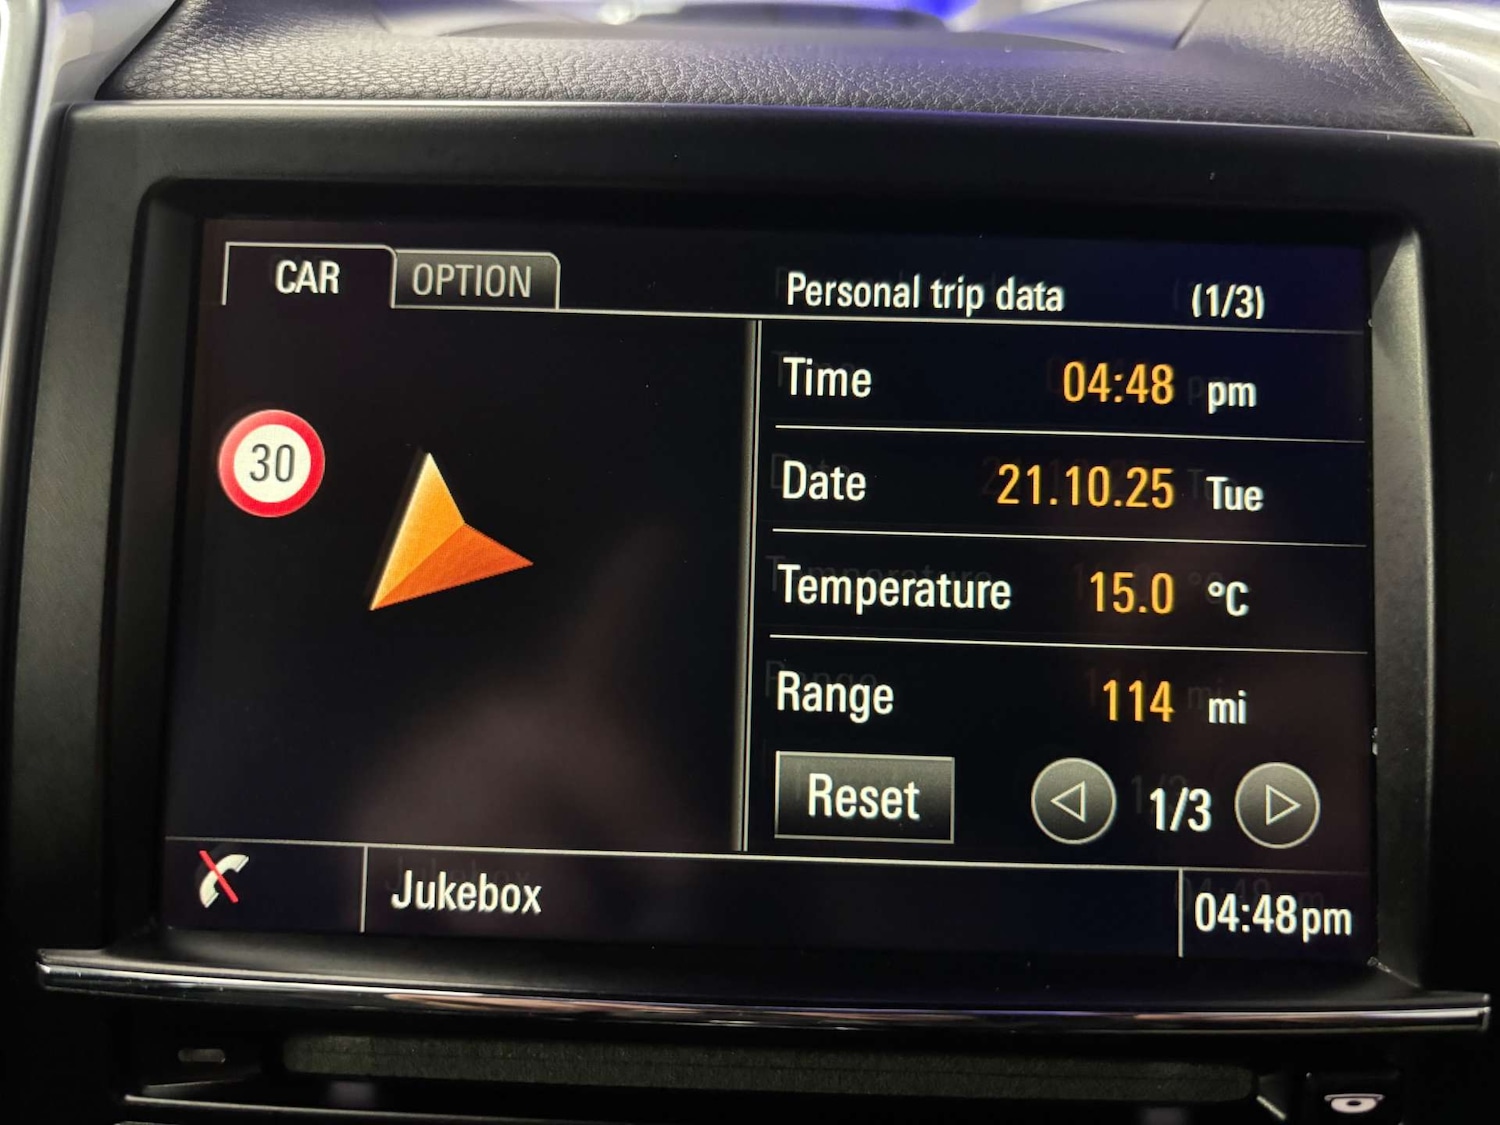 CAR OPTION
Personal trip data (1/3)
Time 04:48 pm
30
Date 21.10.25 Tue
Temperature 15.0 °C
Range 114 mi
Reset 1/3
Jukebox 04:48pm